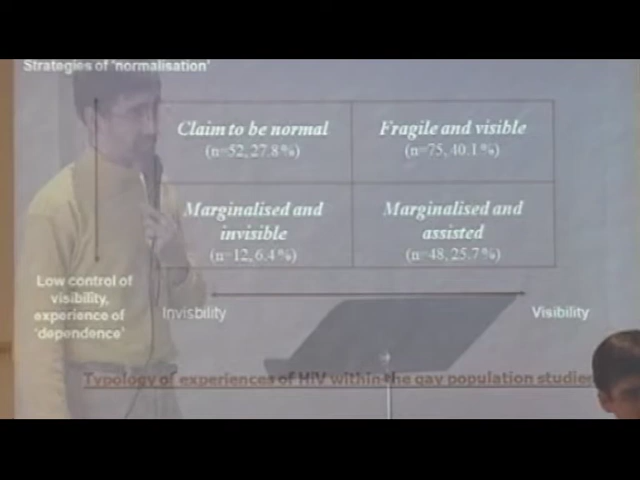 Strategies of 'normalisation'
Claim to be normal
(n=52, 27.8%)
Fragile and visible
(n=75, 40.1%)
Marginalised and
invisible
(n=12, 6.4%)
Marginalised and
assisted
(n=48, 25.7%)
Low control of
visibility,
experience of
'dependence'
Invisbility
Visibility
Typology of experiences of HIV within the gay population studied